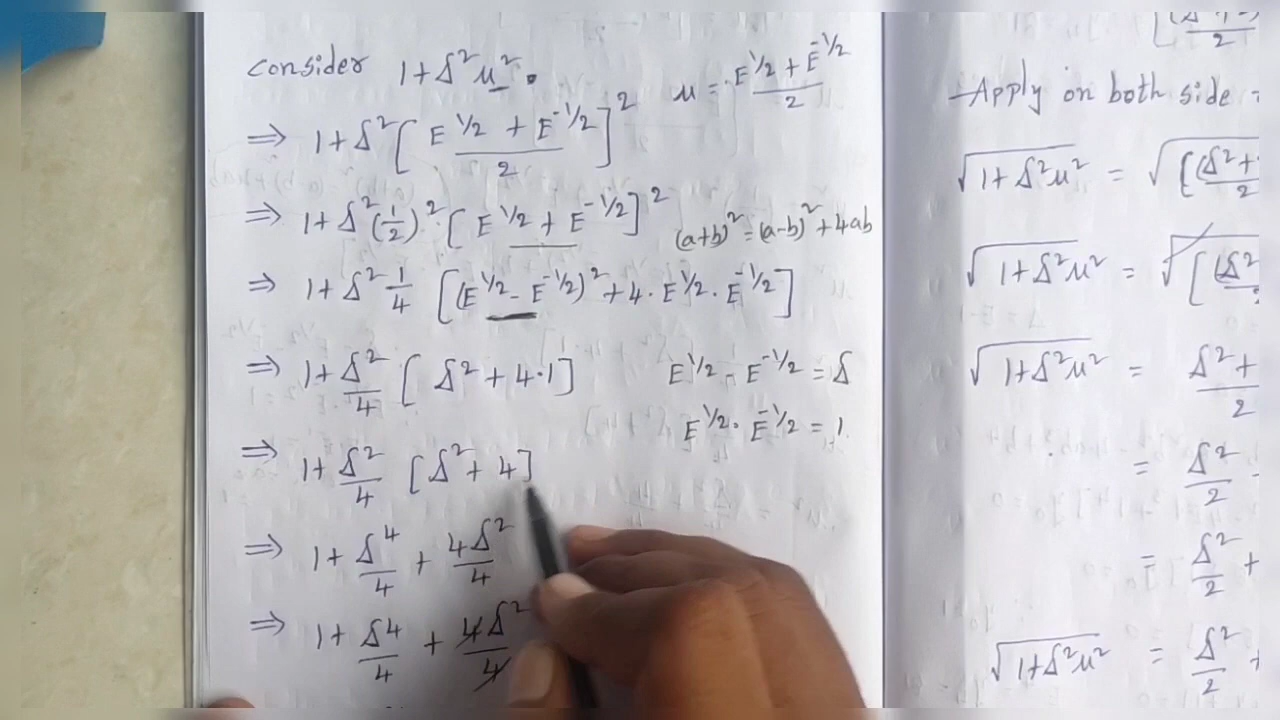 consider 1+δ²μ².
μ = E^1/2 + E^-1/2 / 2
⇒ 1+δ² [ E^1/2 + E^-1/2 / 2 ]²
⇒ 1+δ² (1/2)² [ E^1/2 + E^-1/2 ]²
(a+b)² = (a-b)² + 4ab
⇒ 1+δ² 1/4 [(E^1/2 - E^-1/2)² + 4 · E^1/2 · E^-1/2]
⇒ 1+ δ²/4 [ δ² + 4·1 ]
E^1/2 - E^-1/2 = δ
E^1/2 · E^-1/2 = 1
⇒ 1+ δ²/4 [δ² + 4]
⇒ 1+ δ⁴/4 + 4δ²/4
⇒ 1+ δ⁴/4 + 4δ²/4
2
Apply on both side
√1+δ²μ² = √[(δ²+ 2
√1+δ²μ² = √[(δ²
√1+δ²μ² = δ²+ / 2
= δ²/2
= δ²/2 +
√1+δ²μ² = δ²/2 +